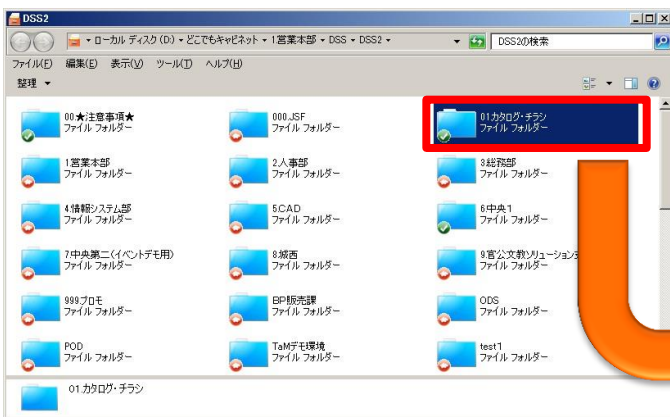 DSS2
ローカル ディスク (D:) ▾ どこでもキャビネット ▾ 1.営業本部 ▾ DSS ▾ DSS2 ▾
DSS2の検索
ファイル(F) 編集(E) 表示(V) ツール(T) ヘルプ(H)
整理 ▾
00.★注意事項★
ファイル フォルダー
000.JSF
ファイル フォルダー
01.カタログ・チラシ
ファイル フォルダー
1.営業本部
ファイル フォルダー
2.人事部
ファイル フォルダー
3.総務部
ファイル フォルダー
4.情報システム部
ファイル フォルダー
5.CAD
ファイル フォルダー
6.中央1
ファイル フォルダー
7.中央第二(イベントデモ用)
ファイル フォルダー
8.城西
ファイル フォルダー
9.官公文教ソリューション
ファイル フォルダー
999.プロモ
ファイル フォルダー
BP販売課
ファイル フォルダー
ODS
ファイル フォルダー
POD
ファイル フォルダー
TaMデモ環境
ファイル フォルダー
test1
ファイル フォルダー
01.カタログ・チラシ